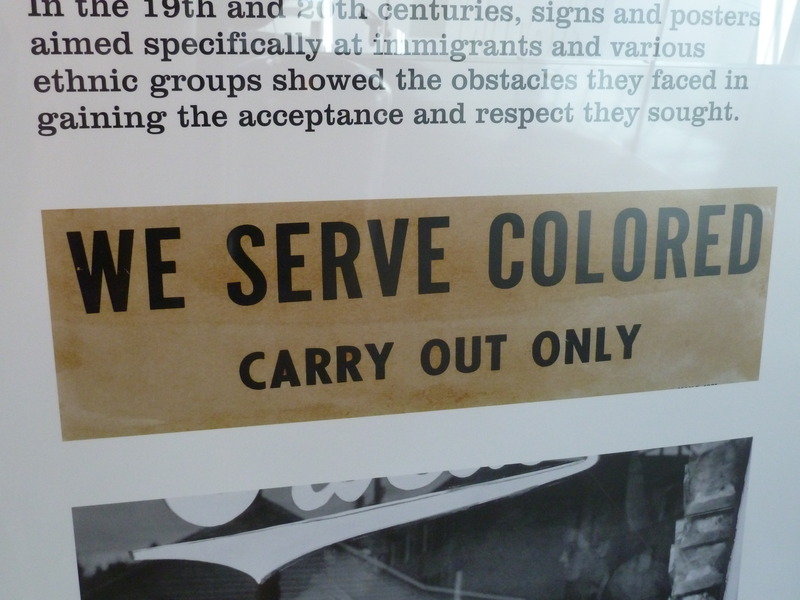 In the 19th and 20th centuries, signs and posters
aimed specifically at immigrants and various
ethnic groups showed the obstacles they faced in
gaining the acceptance and respect they sought.
WE SERVE COLORED
CARRY OUT ONLY